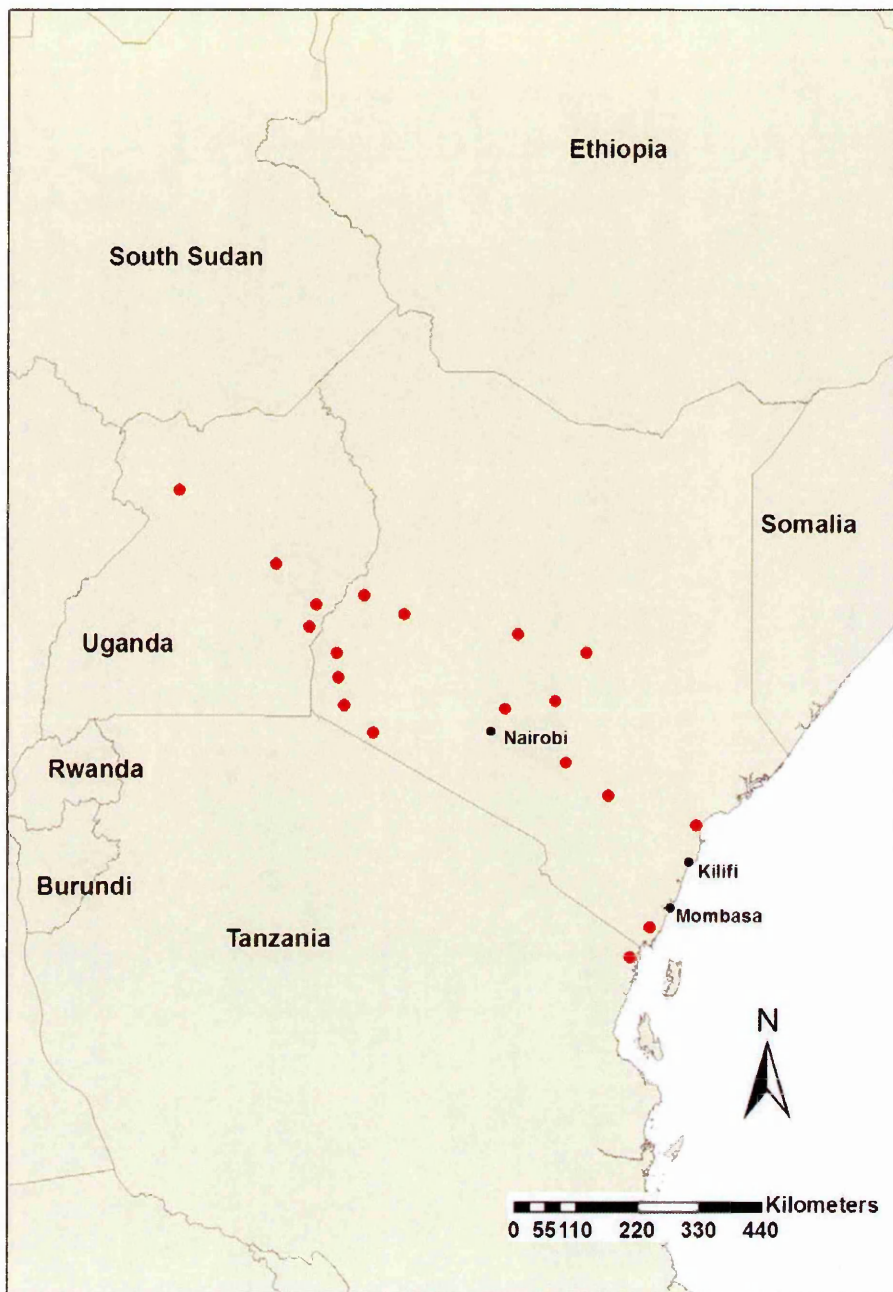 Ethiopia
South Sudan
Somalia
Uganda
Nairobi
Rwanda
Kilifi
Burundi
Mombasa
Tanzania
N
Kilometers
0 55 110 220 330 440